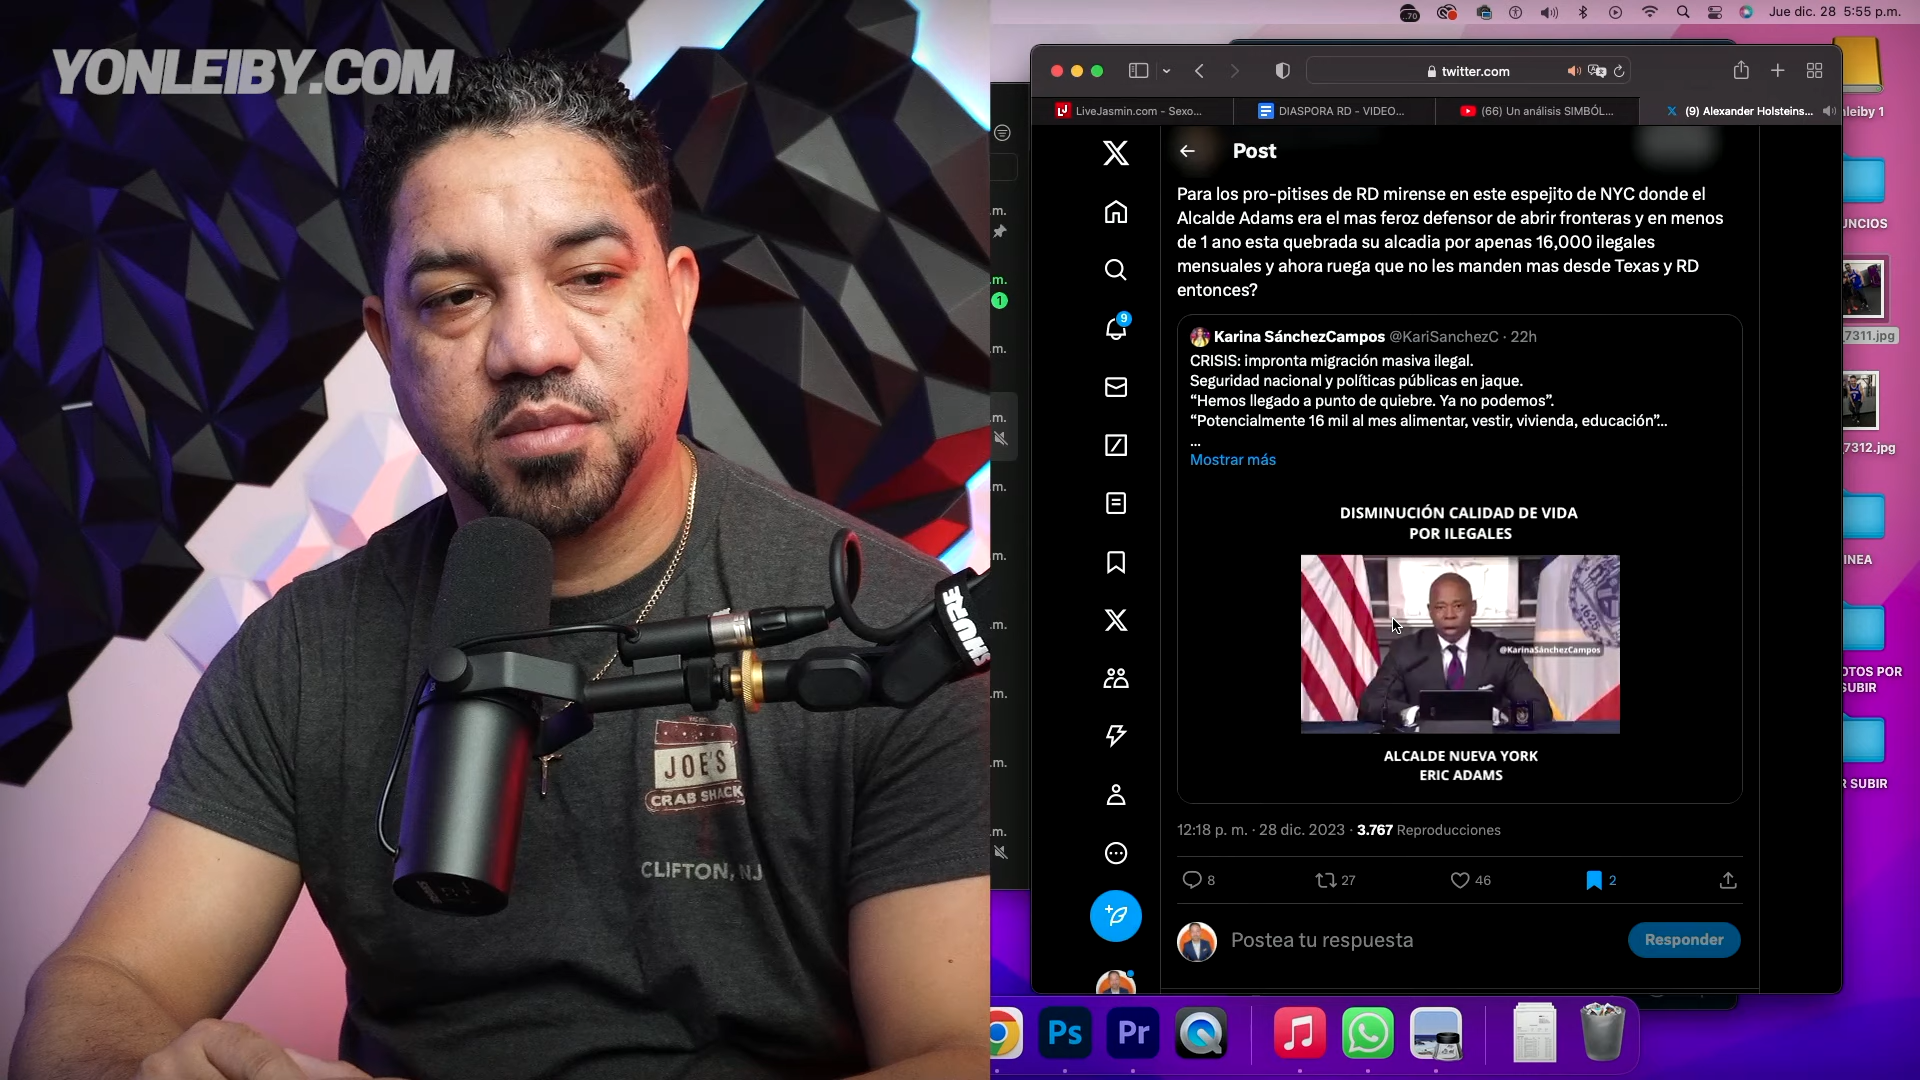 YONLEIBY.COM
SHURE
JOE'S
CRAB SHACK
CLIFTON, NJ
Jue dic. 28 5:55 p.m.
twitter.com
LiveJasmin.com - Sexo...
DIASPORA RD - VIDEO...
(66) Un análisis SIMBÓL...
(9) Alexander Holsteins...
Post
Para los pro-pitises de RD mirense en este espejito de NYC donde el
Alcalde Adams era el mas feroz defensor de abrir fronteras y en menos
de 1 ano esta quebrada su alcadia por apenas 16,000 ilegales
mensuales y ahora ruega que no les manden mas desde Texas y RD
entonces?
Karina SánchezCampos @KariSanchezC · 22h
CRISIS: impronta migración masiva ilegal.
Seguridad nacional y políticas públicas en jaque.
“Hemos llegado a punto de quiebre. Ya no podemos”.
“Potencialmente 16 mil al mes alimentar, vestir, vivienda, educación”...
...
Mostrar más
DISMINUCIÓN CALIDAD DE VIDA
POR ILEGALES
@KarinaSánchezCampos
ALCALDE NUEVA YORK
ERIC ADAMS
12:18 p. m. · 28 dic. 2023 · 3.767 Reproducciones
8
27
46
2
Postea tu respuesta
Responder
9
1
.m.
.m.
.m.
.m.
.m.
.m.
.m.
.m.
.m.
.m.
nleiby 1
JNCIOS
7311.jpg
7312.jpg
INEA
OTOS POR
SUBIR
R SUBIR
Ps
Pr